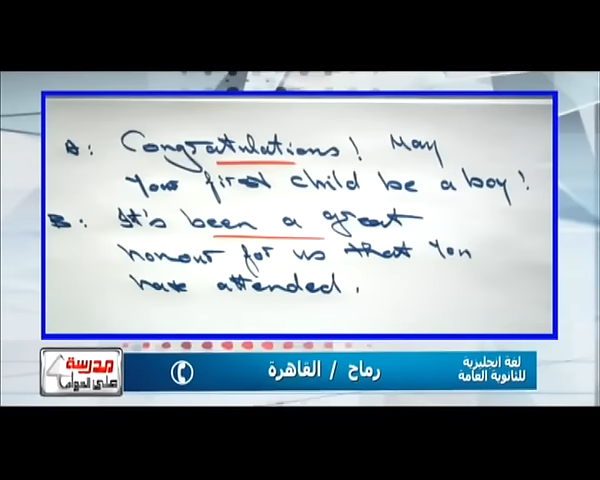 A: Congratulations! May
your first child be a boy!
B: It's been a great
honour for us that you
have attended.
مدرسة
على الهواء
رماح / القاهرة
لغة انجليزية
للثانوية العامة